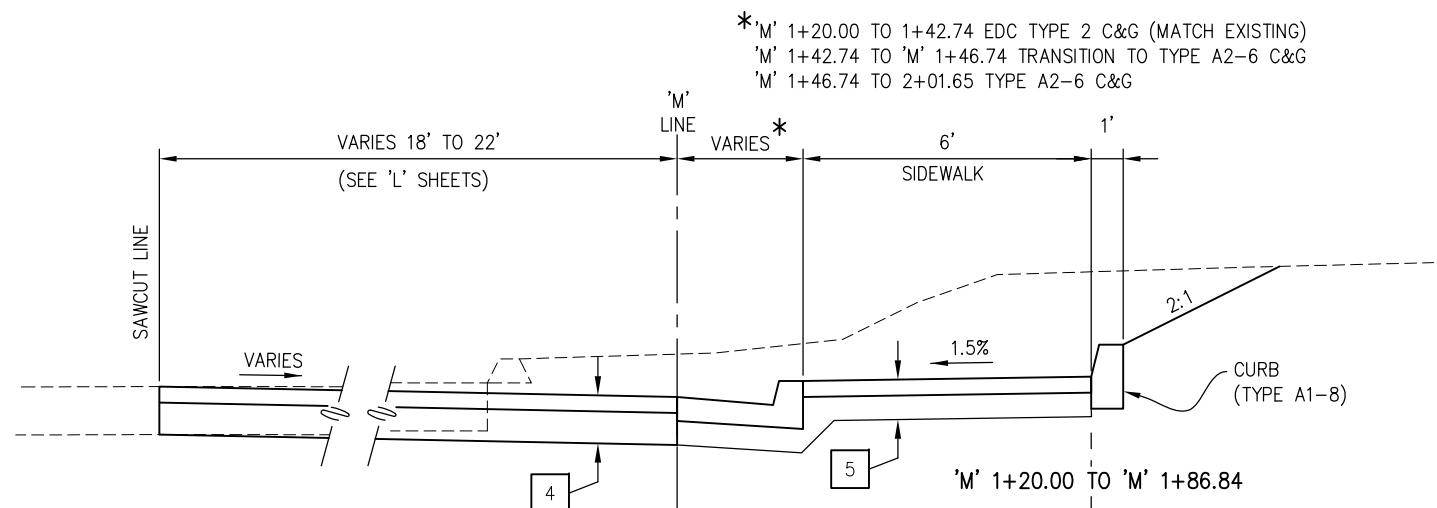 *'M' 1+20.00 TO 1+42.74 EDC TYPE 2 C&G (MATCH EXISTING)
'M' 1+42.74 TO 'M' 1+46.74 TRANSITION TO TYPE A2-6 C&G
'M' 1+46.74 TO 2+01.65 TYPE A2-6 C&G
'M'
LINE
VARIES 18' TO 22'
(SEE 'L' SHEETS)
VARIES*
6'
SIDEWALK
1'
SAWCUT LINE
2:1
VARIES
1.5%
CURB
(TYPE A1-8)
4
5
'M' 1+20.00 TO 'M' 1+86.84